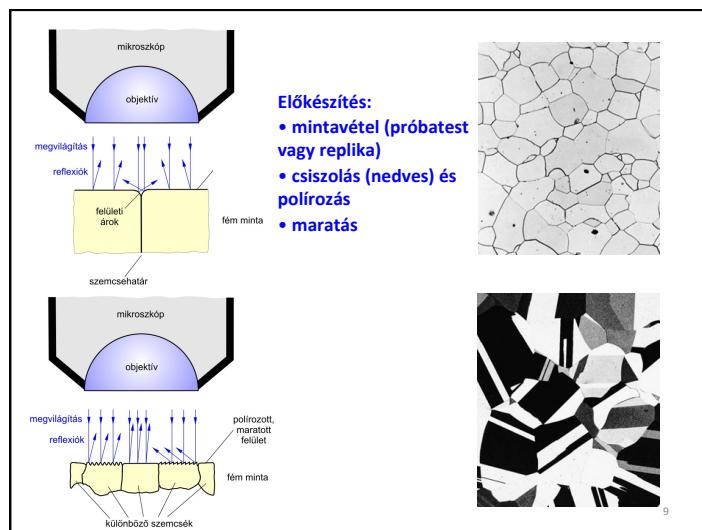 mikroszkóp
objektív
megvilágítás
reflexiók
felületi
árok
fém minta
szemcsehatár
Előkészítés:
• mintavétel (próbatest
vagy replika)
• csiszolás (nedves) és
polírozás
• maratás
mikroszkóp
objektív
megvilágítás
reflexiók
polírozott,
maratott
felület
fém minta
különböző szemcsék
9